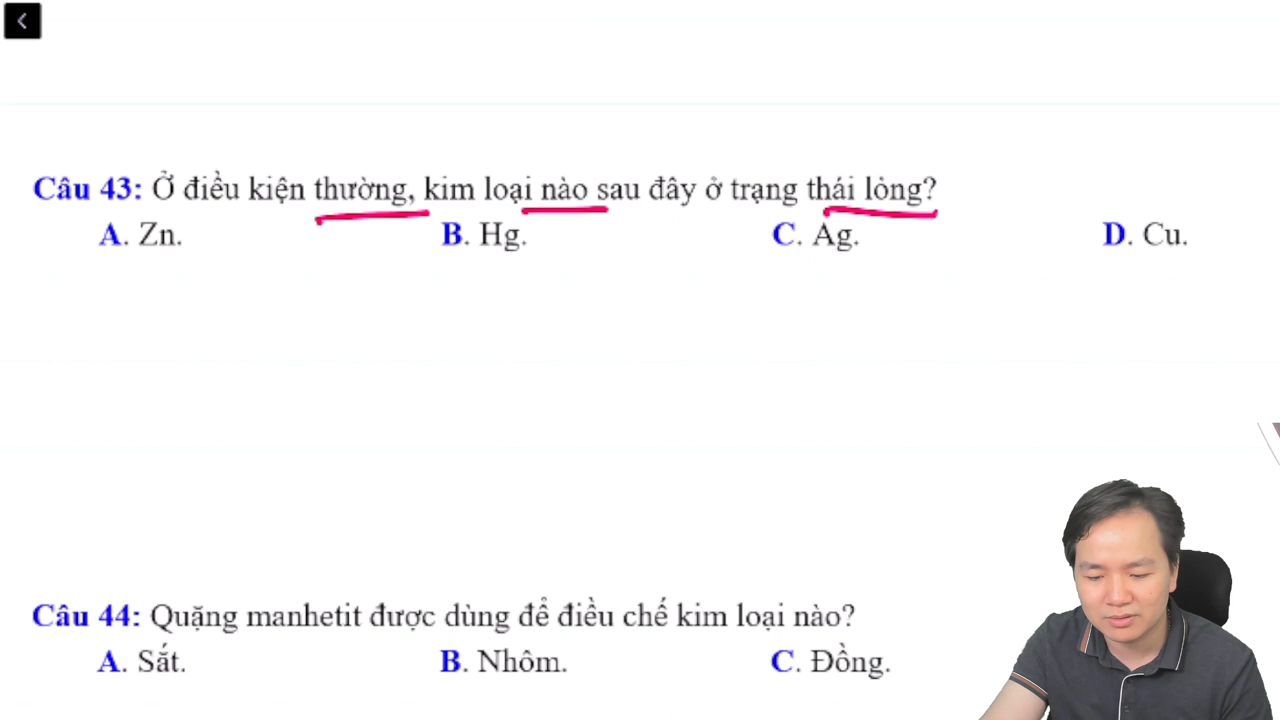 Câu 43: Ở điều kiện thường, kim loại nào sau đây ở trạng thái lỏng?
A. Zn. B. Hg. C. Ag. D. Cu.
Câu 44: Quặng manhetit được dùng để điều chế kim loại nào?
A. Sắt. B. Nhôm. C. Đồng.